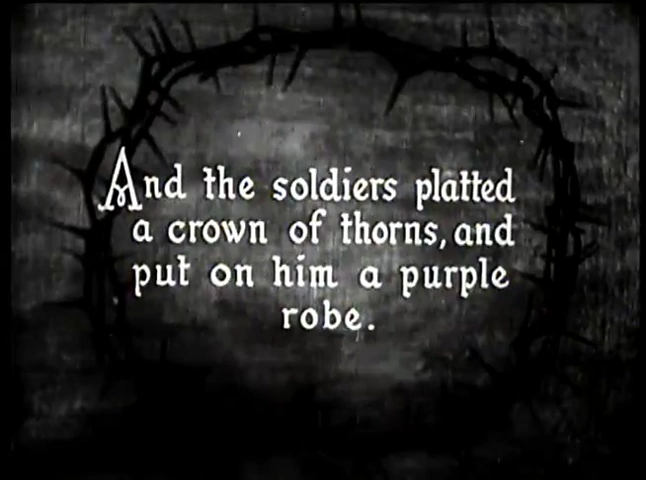 And the soldiers platted
a crown of thorns, and
put on him a purple
robe.